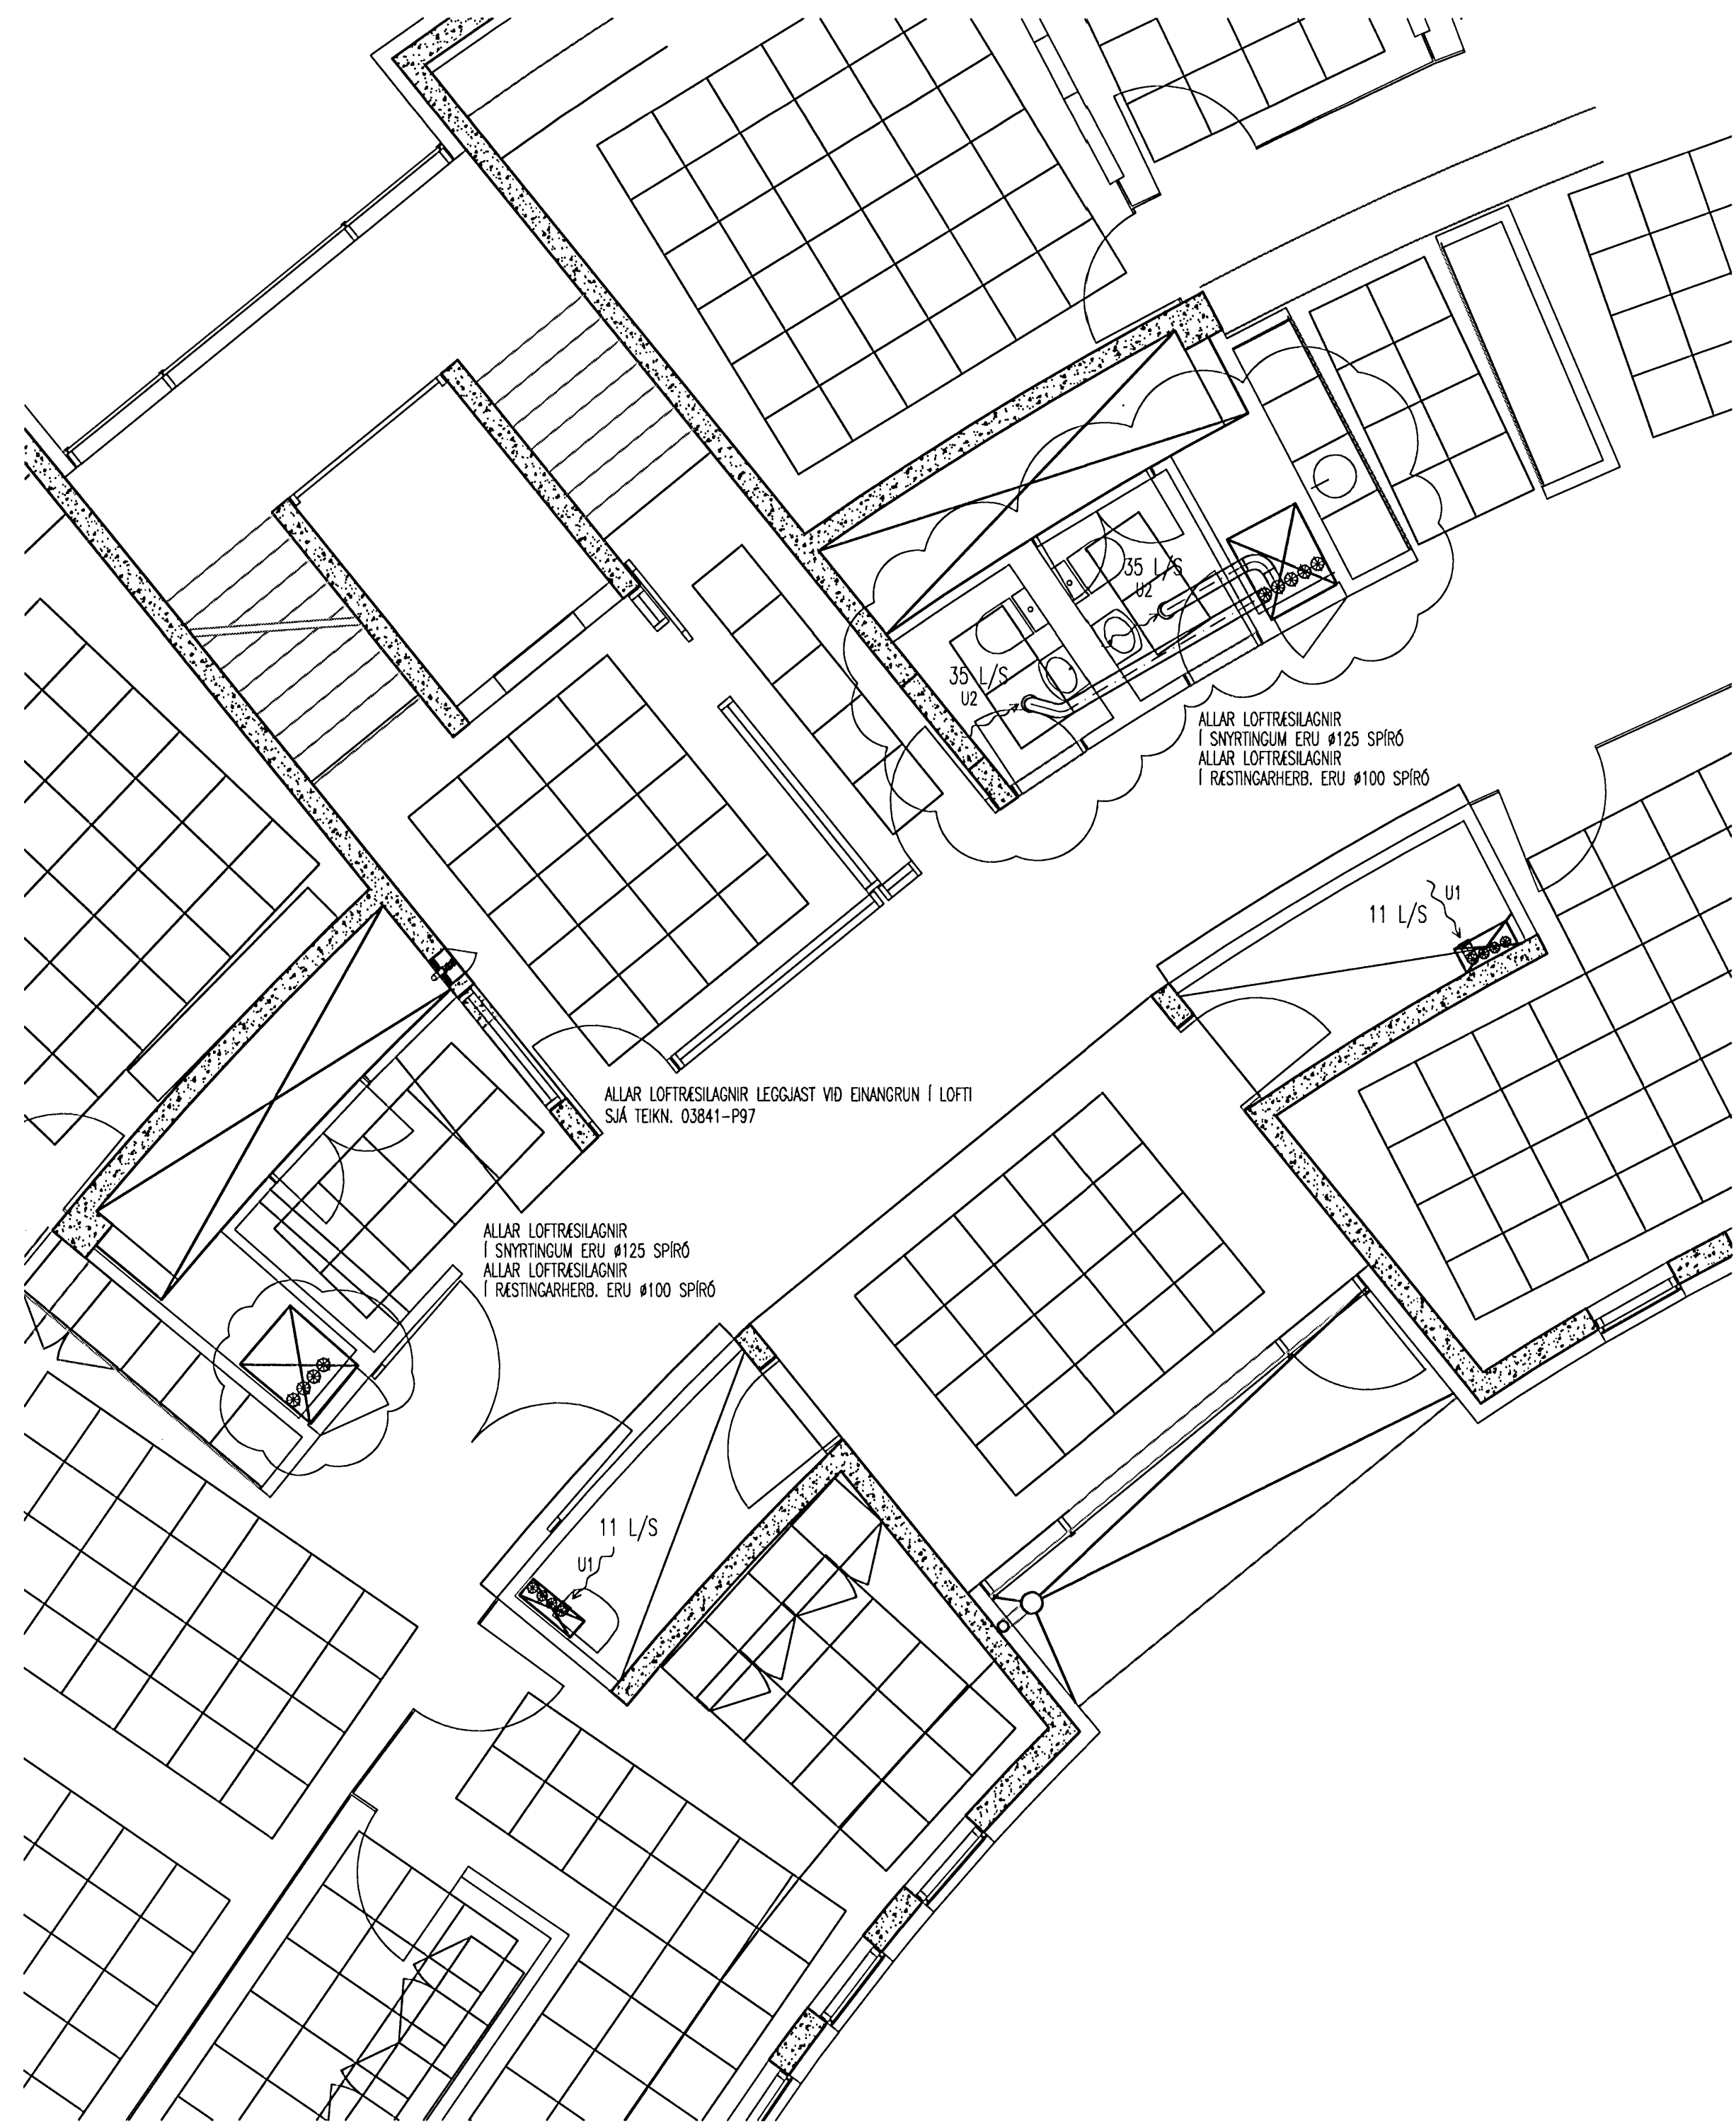 35 L/S
U2
35 L/S
U2
ALLAR LOFTRÆSILAGNIR
Í SNYRTINGUM ERU ø125 SPÍRÓ
ALLAR LOFTRÆSILAGNIR
Í RÆSTINGARHERB. ERU ø100 SPÍRÓ
U1
11 L/S
ALLAR LOFTRÆSILAGNIR LEGGJAST VIÐ EINANGRUN Í LOFTI
SJÁ TEIKN. 03841-P97
ALLAR LOFTRÆSILAGNIR
Í SNYRTINGUM ERU ø125 SPÍRÓ
ALLAR LOFTRÆSILAGNIR
Í RÆSTINGARHERB. ERU ø100 SPÍRÓ
11 L/S
U1